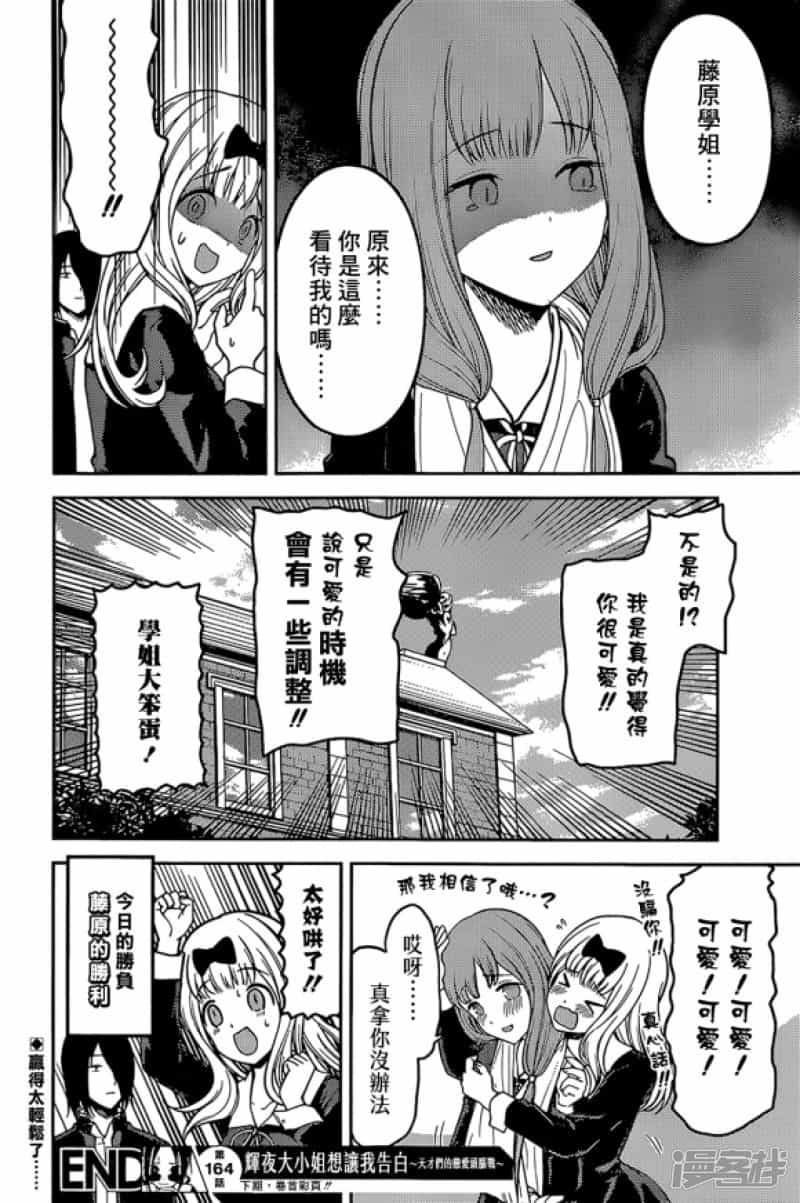 藤原學姐……
原來……
你是這麼
看待我的嗎……
……!!
不是的!?
我是真的覺得
你很可愛!!
只是
說可愛的時機
會有一些調整!!
學姐大笨蛋!
可愛!可愛!
可愛!可愛!
沒騙你!!
真心話!!
那我相信了哦…?
哎呀…
真拿你沒辦法
太好哄了!!
今日的勝負
藤原的勝利
◆贏得太輕鬆了……
END
第164話
輝夜大小姐想讓我告白～天才們的戀愛頭腦戰～
下期,卷首彩頁!!
漫客栈